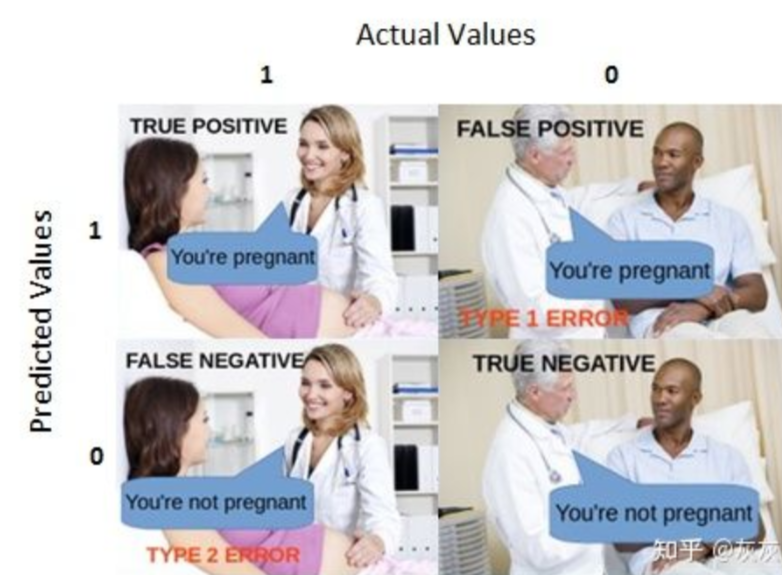 Actual Values
1
0
TRUE POSITIVE
FALSE POSITIVE
Predicted Values
1
You're pregnant
You're pregnant
TYPE 1 ERROR
FALSE NEGATIVE
TRUE NEGATIVE
0
You're not pregnant
You're not pregnant
TYPE 2 ERROR
知乎 @灰灰